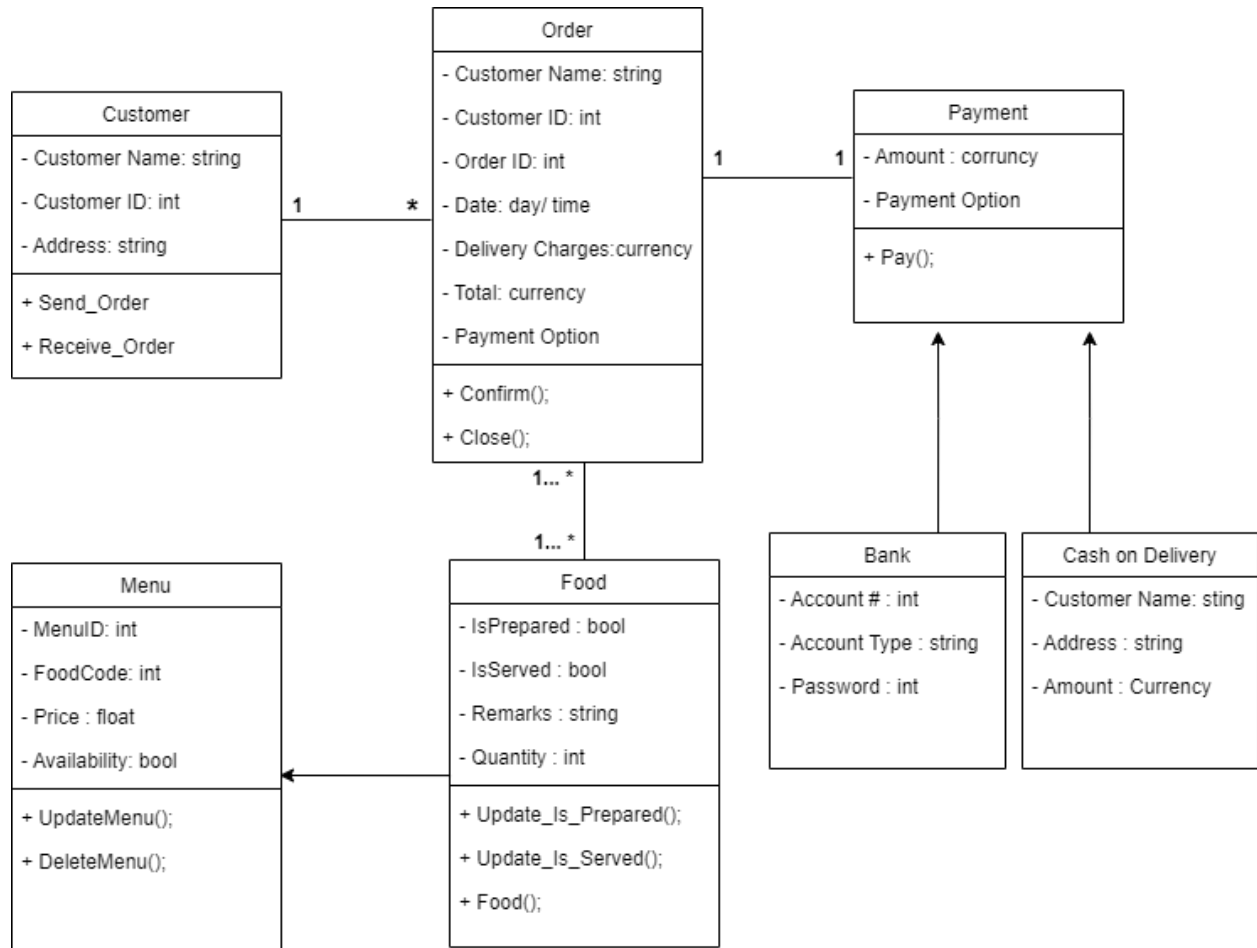 Order
- Customer Name: string
- Customer ID: int
- Order ID: int
- Date: day/ time
- Delivery Charges:currency
- Total: currency
- Payment Option
+ Confirm();
+ Close();
Customer
- Customer Name: string
- Customer ID: int
- Address: string
+ Send_Order
+ Receive_Order
1
*
Payment
- Amount : corruncy
- Payment Option
+ Pay();
1
1
1... *
1... *
Menu
- MenuID: int
- FoodCode: int
- Price : float
- Availability: bool
+ UpdateMenu();
+ DeleteMenu();
Food
- IsPrepared : bool
- IsServed : bool
- Remarks : string
- Quantity : int
+ Update_Is_Prepared();
+ Update_Is_Served();
+ Food();
Bank
- Account # : int
- Account Type : string
- Password : int
Cash on Delivery
- Customer Name: sting
- Address : string
- Amount : Currency